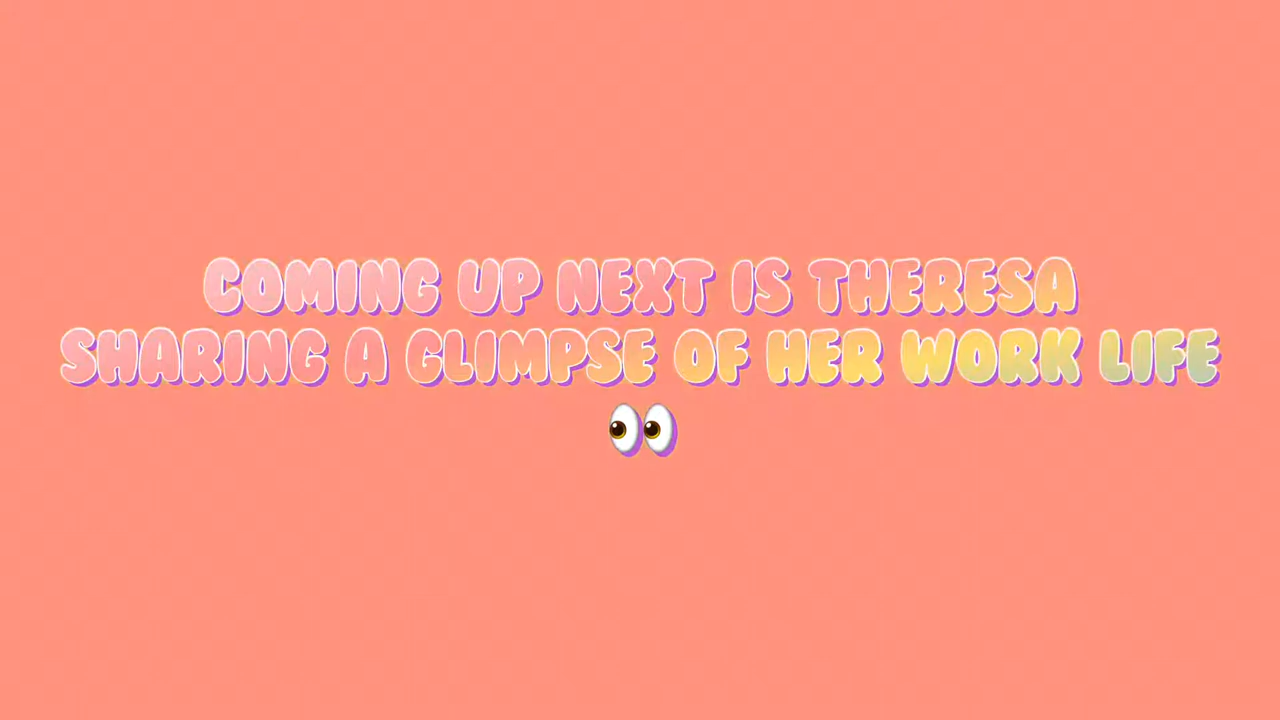 COMING UP NEXT IS THERESA
SHARING A GLIMPSE OF HER WORK LIFE
👀